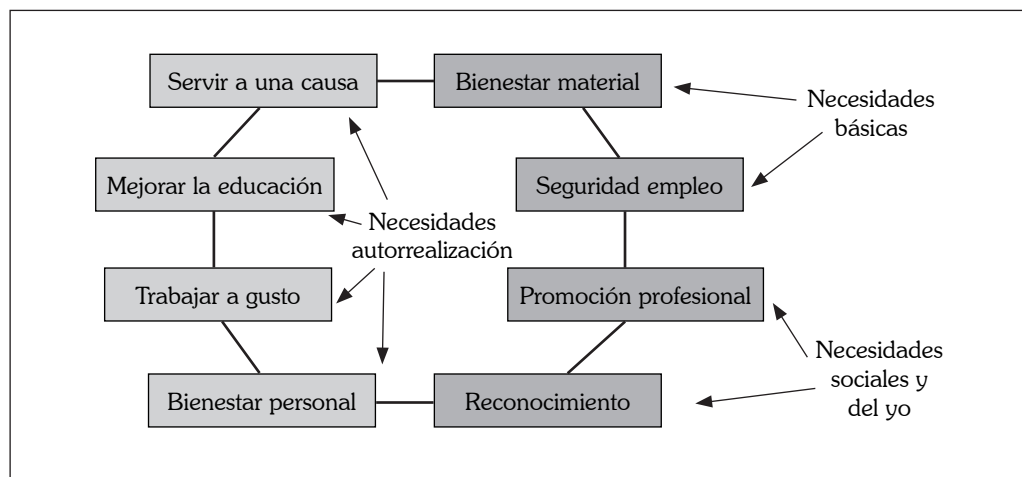 Servir a una causa
Bienestar material
Necesidades
básicas
Mejorar la educación
Seguridad empleo
Necesidades
autorrealización
Trabajar a gusto
Promoción profesional
Necesidades
sociales y
del yo
Bienestar personal
Reconocimiento